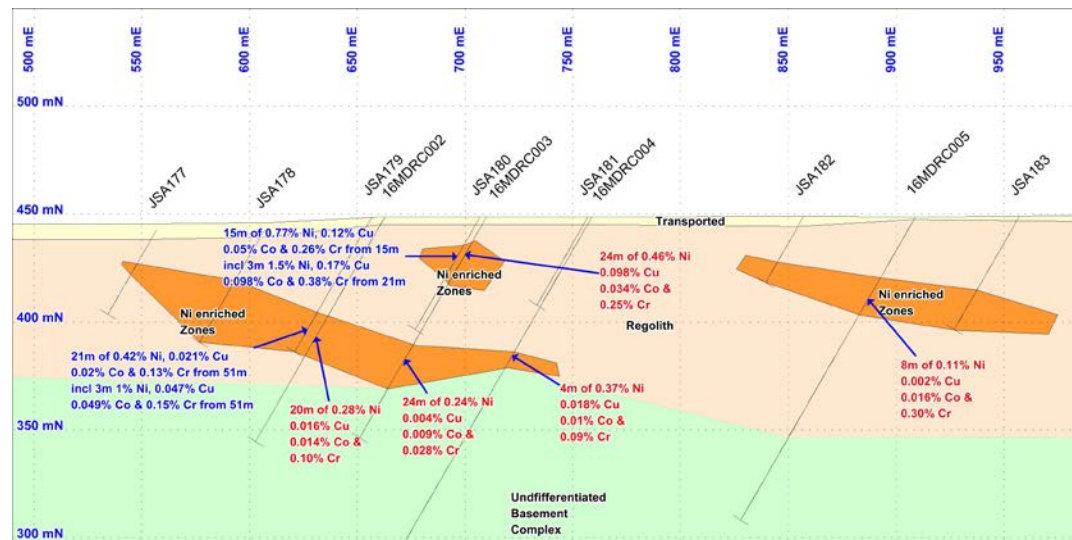 500 mE
550 mE
600 mE
650 mE
700 mE
750 mE
800 mE
850 mE
900 mE
950 mE
500 mN
450 mN
400 mN
350 mN
300 mN
JSA177
JSA178
JSA179
16MDRC002
JSA180
16MDRC003
JSA181
16MDRC004
JSA182
16MDRC005
JSA183
Transported
15m of 0.77% Ni, 0.12% Cu
0.05% Co & 0.26% Cr from 15m
incl 3m 1.5% Ni, 0.17% Cu
0.098% Co & 0.38% Cr from 21m
Ni enriched
Zones
24m of 0.46% Ni
0.098% Cu
0.034% Co &
0.25% Cr
Ni enriched
Zones
Regolith
Ni enriched
Zones
21m of 0.42% Ni, 0.021% Cu
0.02% Co & 0.13% Cr from 51m
incl 3m 1% Ni, 0.047% Cu
0.049% Co & 0.15% Cr from 51m
20m of 0.28% Ni
0.016% Cu
0.014% Co &
0.10% Cr
24m of 0.24% Ni
0.004% Cu
0.009% Co &
0.028% Cr
4m of 0.37% Ni
0.018% Cu
0.01% Co &
0.09% Cr
8m of 0.11% Ni
0.002% Cu
0.016% Co &
0.30% Cr
Undfifferentiated
Basement
Complex